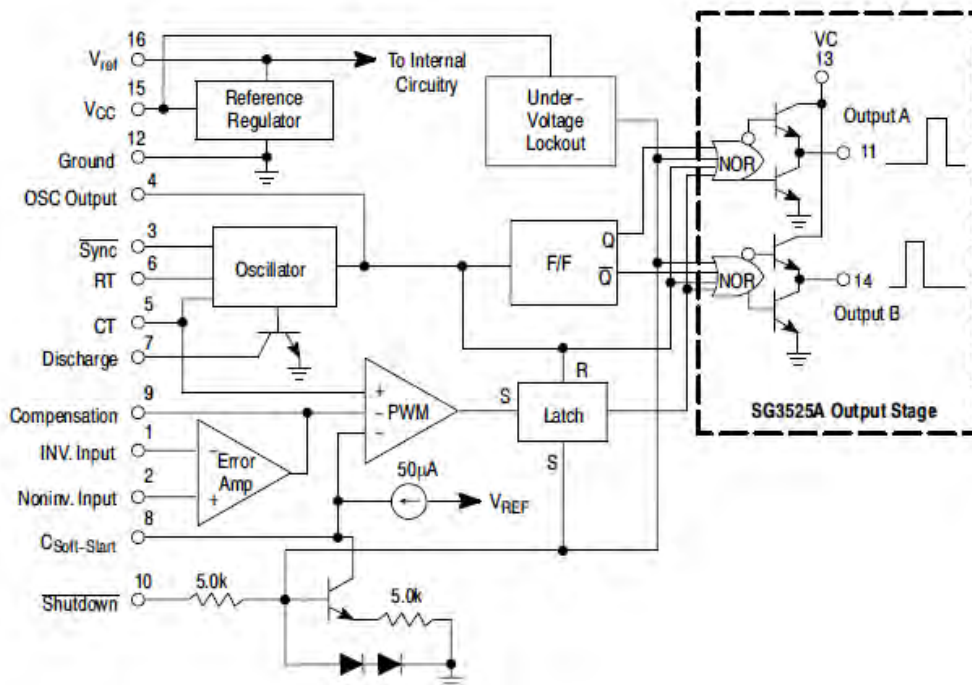 16
Vref
15
VCC
12
Ground
4
OSC Output
3
Sync
6
RT
5
CT
7
Discharge
9
Compensation
1
INV. Input
2
Noninv. Input
8
CSoft-Start
10
Shutdown
5.0k
5.0k
Reference
Regulator
To Internal
Circuitry
Under-
Voltage
Lockout
Oscillator
F/F
Q
Q
R
S
Latch
S
+
−
PWM
−
−
Error
Amp
+
50µA
VREF
VC
13
Output A
NOR
11
NOR
14
Output B
SG3525A Output Stage